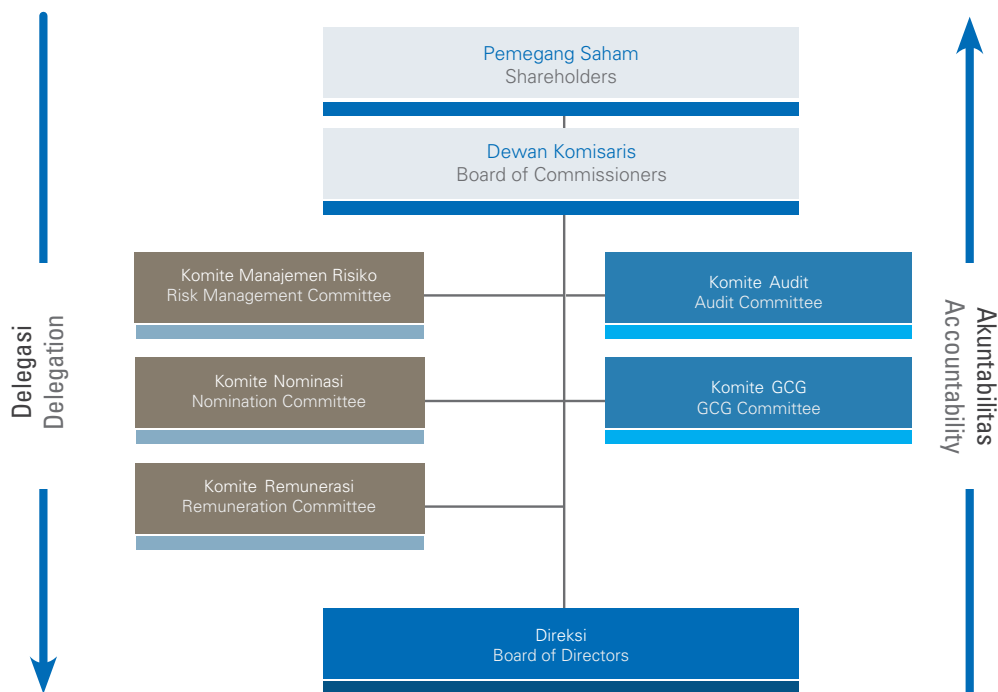 Pemegang Saham
Shareholders
Dewan Komisaris
Board of Commissioners
Komite Manajemen Risiko
Risk Management Committee
Komite Audit
Audit Committee
Komite Nominasi
Nomination Committee
Komite GCG
GCG Committee
Komite Remunerasi
Remuneration Committee
Direksi
Board of Directors
Delegasi
Delegation
Akuntabilitas
Accountability